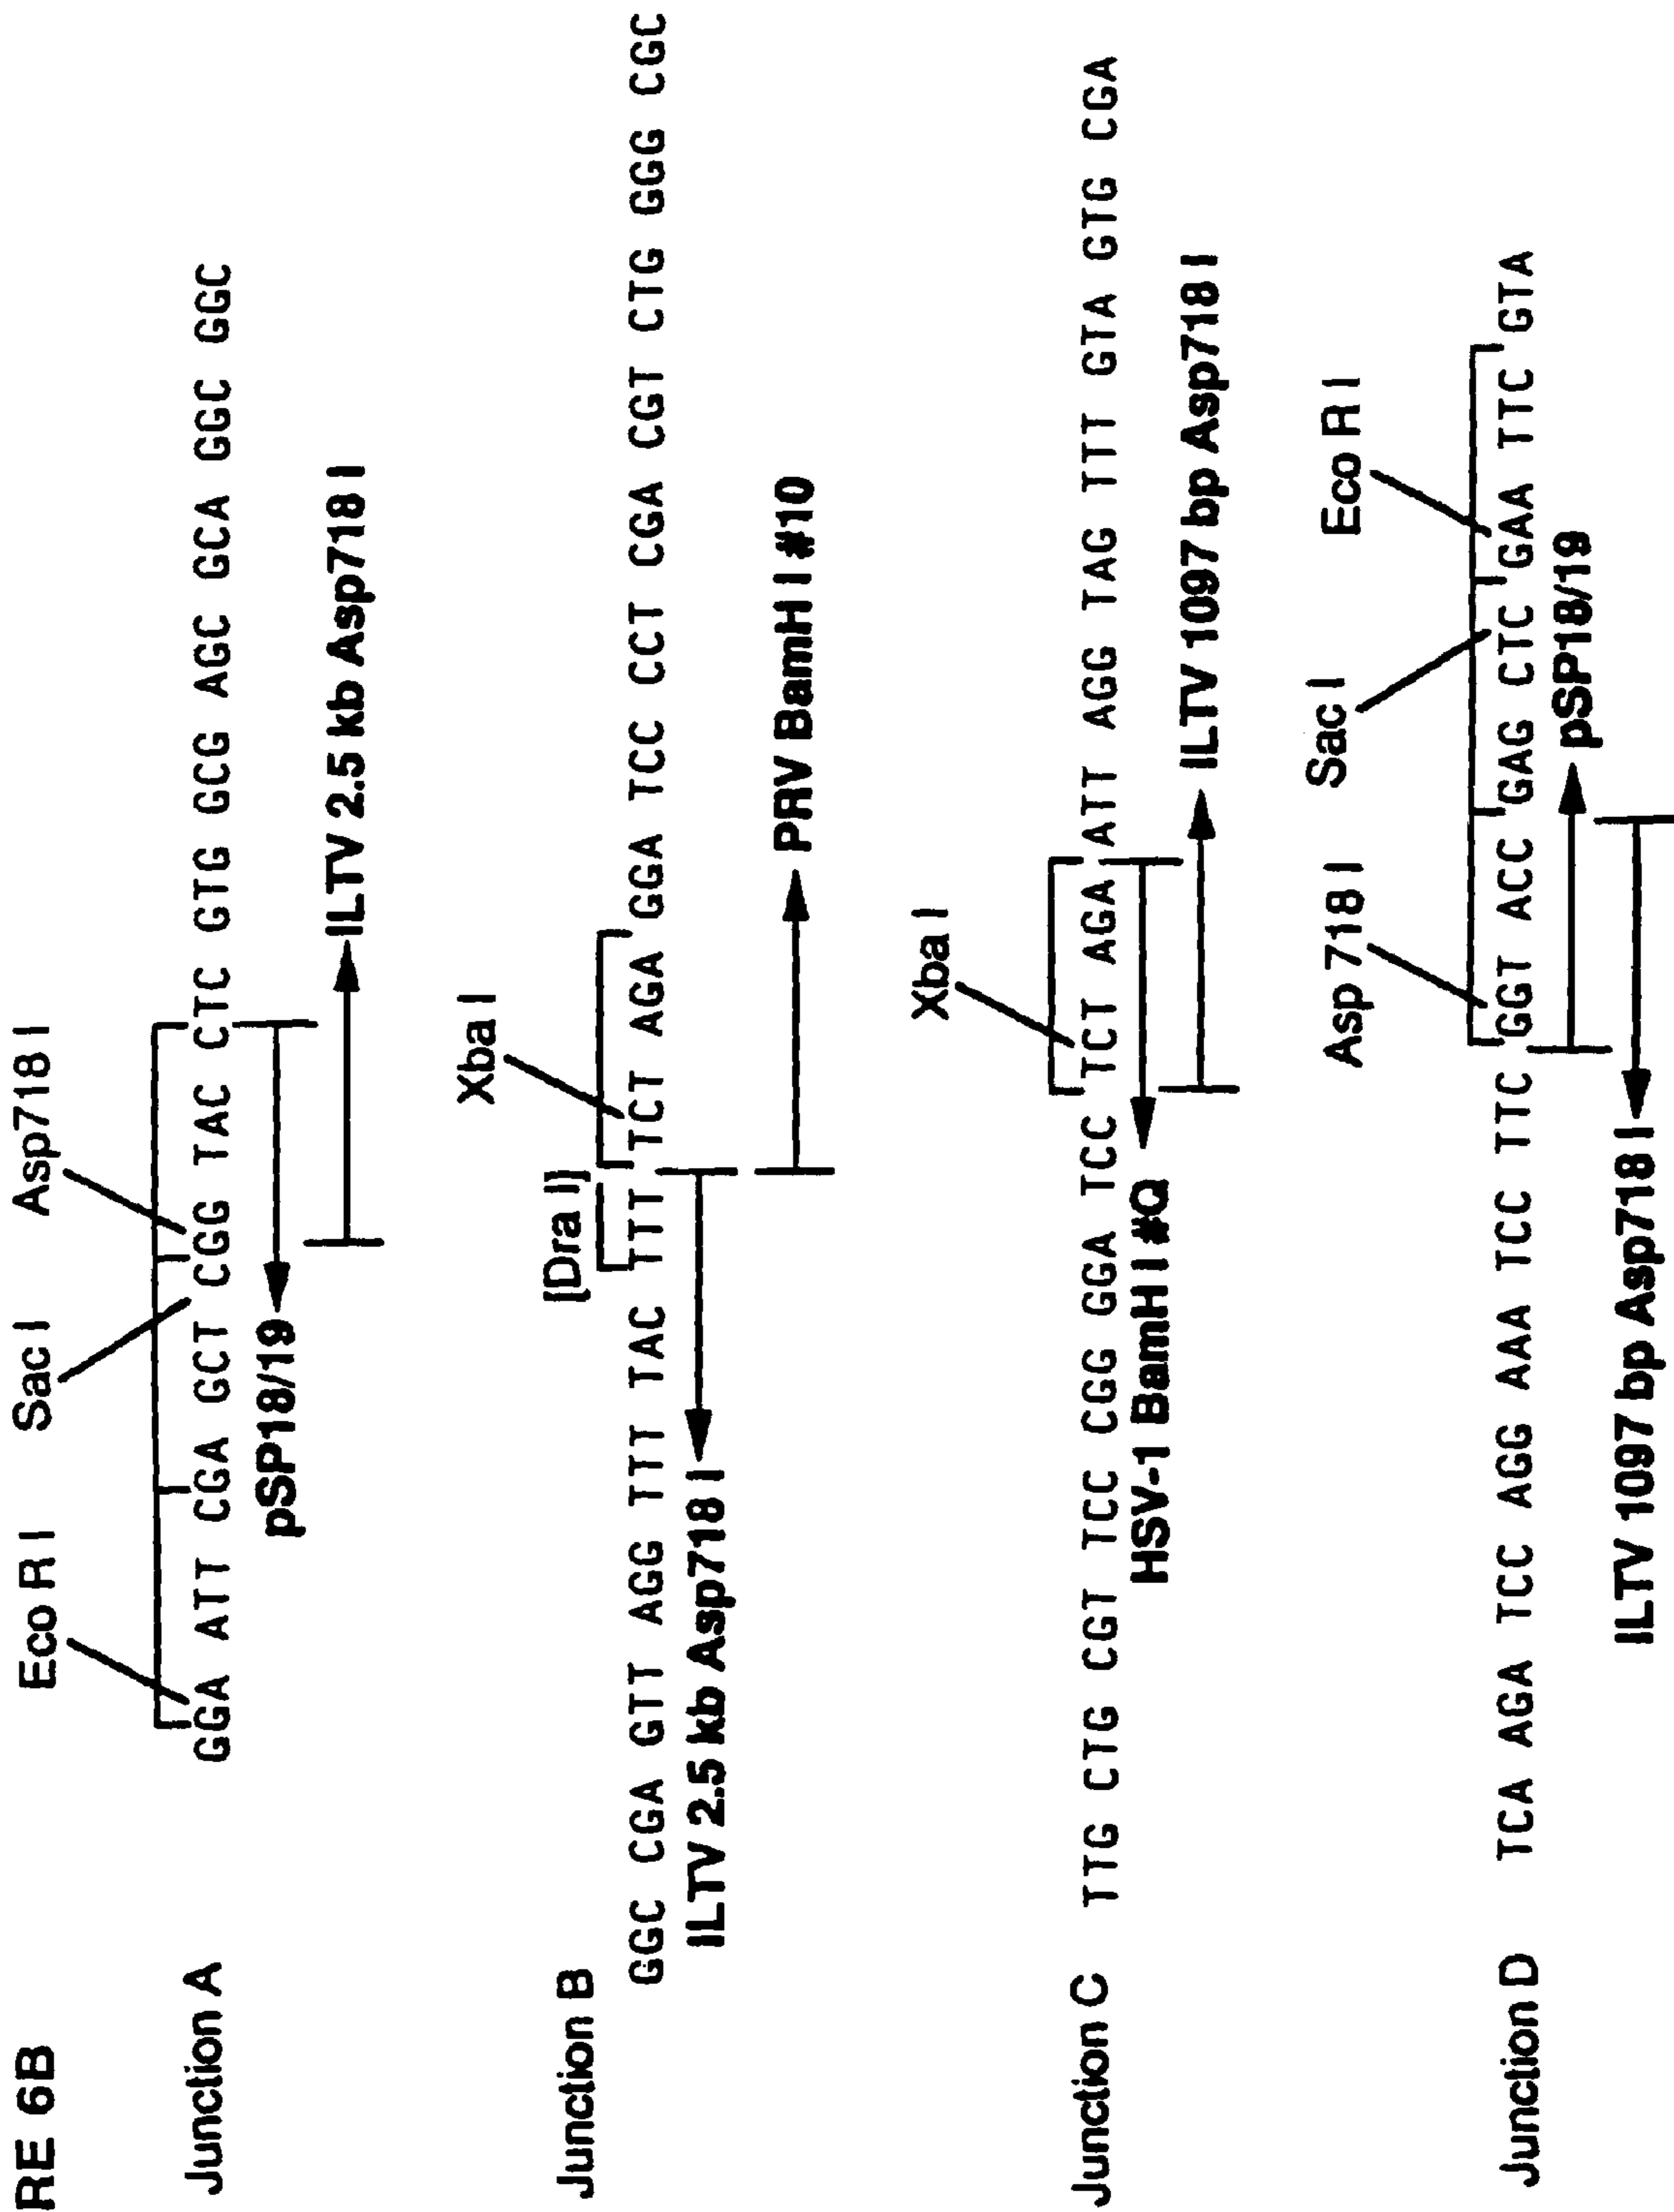 RE 6B
Eco R I Sac I Asp718 I
Junction A GGA ATT CGA GCT CGG TAC CTC GTG GCG AGC GCA GGC GGC
pSP18/19
ILTV 2.5 kb Asp718 I
[Dra I] Xba I
Junction B GGC CGA GTT AGG TTT TAC TTT TCT AGA GGA TCC CCT CGA CGT CTG GGG CGC
ILTV 2.5 kb Asp718 I
PRV BamH I #10
Xba I
Junction C TTG CTG CGT TCC CGG GGA TCC TCT AGA ATT AGG TAG TTT GTA GTG CGA
HSV-1 BamH I #Q
ILTV 1097 bp Asp718 I
Asp 718 I Sac I Eco R I
Junction D TCA AGA TCC AGG AAA TCC TTC GGT ACC GAG CTC GAA TTC GTA
pSP18/19
ILTV 1097 bp Asp718 I